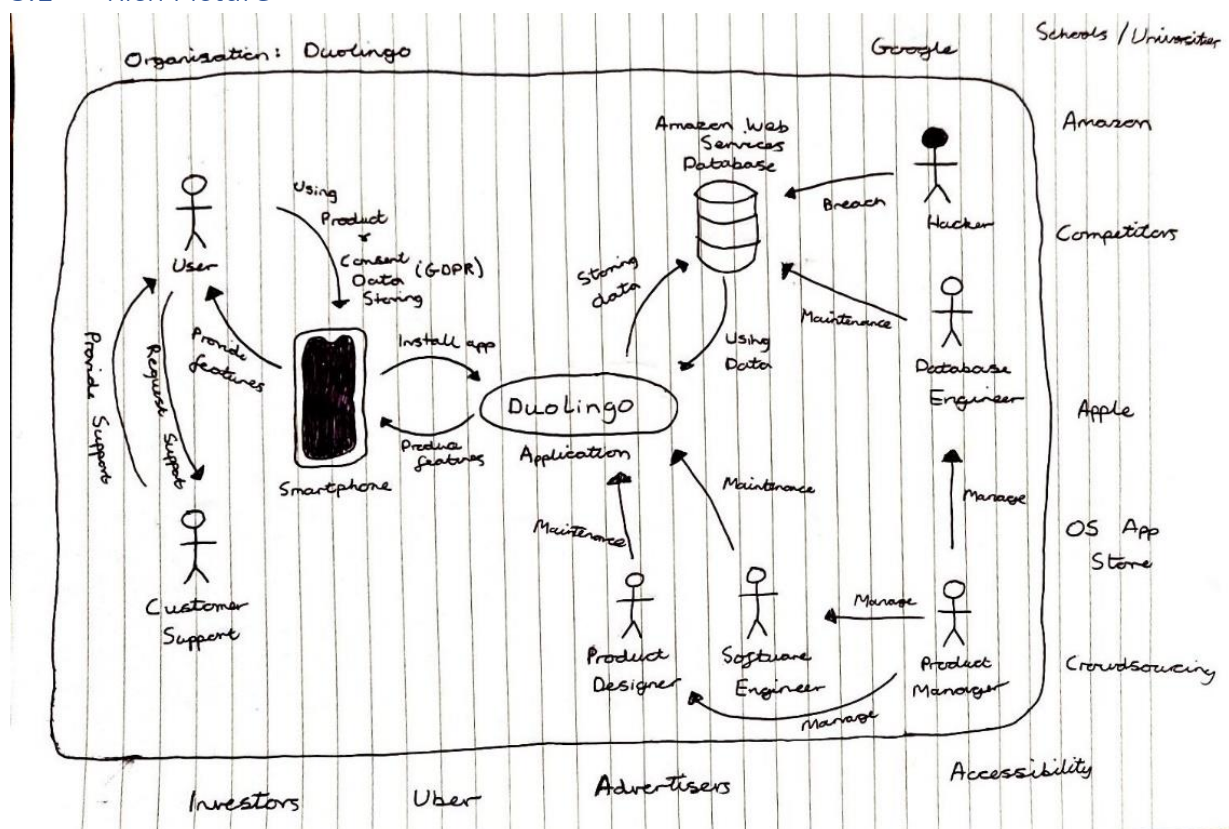 Rich Picture
Organisation: Duolingo
Google
Schools / Universities
Amazon
Competitors
Apple
OS App
Store
Crowdsourcing
Accessibility
Advertisers
Uber
Investors
User
Using
Product
&
Consent (GDPR)
Data
Storing
Provide
features
Provide Support
Request Support
Customer
Support
Smartphone
Install app
Produce
features
DuoLingo
Application
Storing
data
Using
Data
Amazon Web
Services
Database
Breach
Hacker
Maintenance
Database
Engineer
Manage
Maintenance
Maintenance
Product
Designer
Software
Engineer
Manage
Product
Manager
Manage